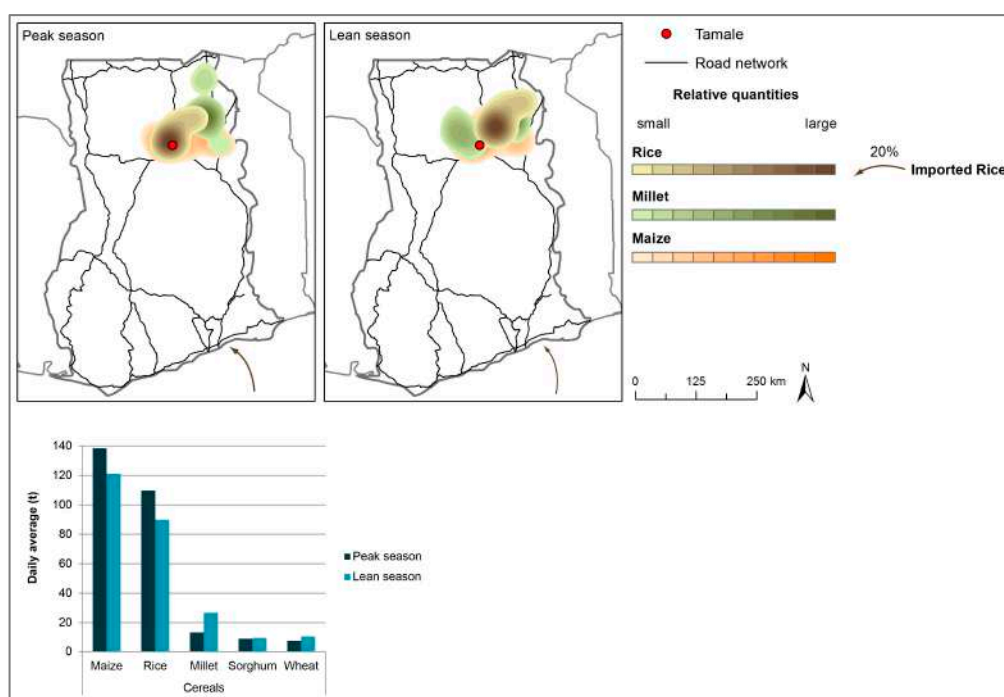 Peak season
Lean season
Tamale
Road network
Relative quantities
small large
Rice
20%
Imported Rice
Millet
Maize
0 125 250 km
N
140
120
100
80
60
40
20
0
Daily average (t)
Maize Rice Millet Sorghum Wheat
Cereals
Peak season
Lean season